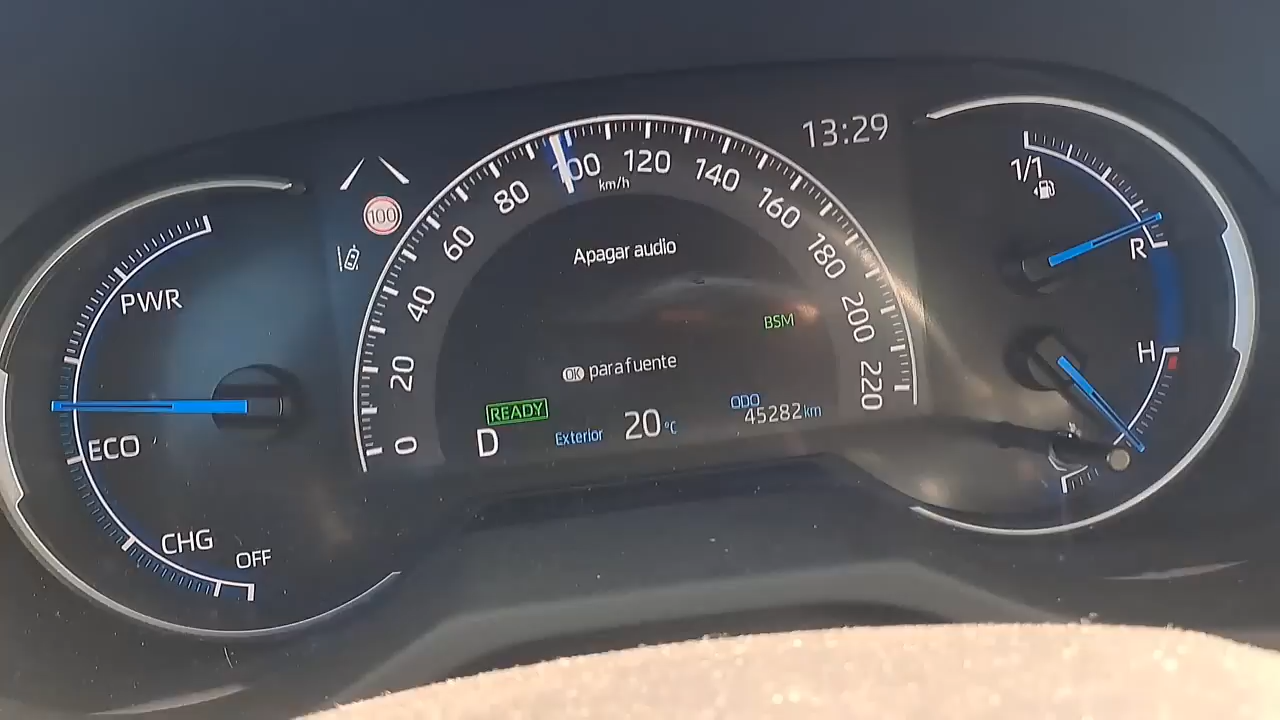 13:29
100
0
20
40
60
80
100
120
140
160
180
200
220
km/h
PWR
ECO
CHG
OFF
Apagar audio
BSM
OK para fuente
READY
D
Exterior 20 °C
ODO
45282 km
1/1
R
H